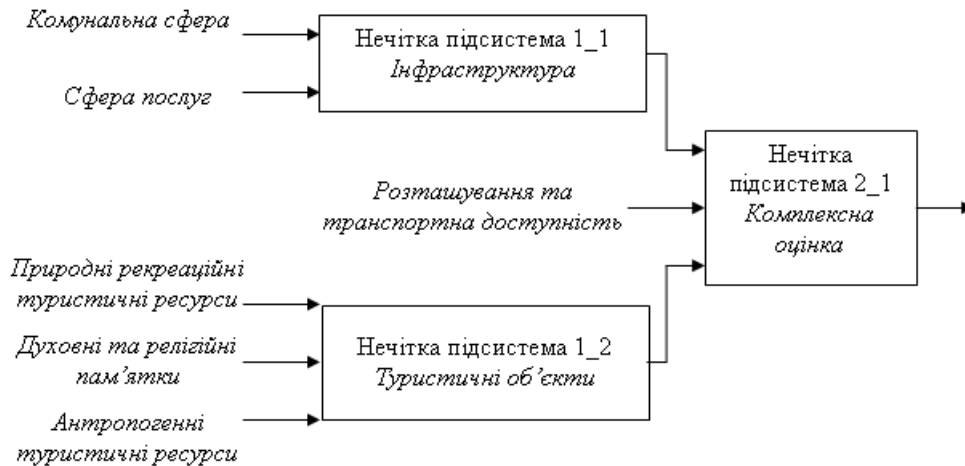 Комунальна сфера
Сфера послуг
Нечітка підсистема 1_1
Інфраструктура
Розташування та
транспортна доступність
Нечітка
підсистема 2_1
Комплексна
оцінка
Природні рекреаційні
туристичні ресурси
Духовні та релігійні
пам’ятки
Антропогенні
туристичні ресурси
Нечітка підсистема 1_2
Туристичні об’єкти